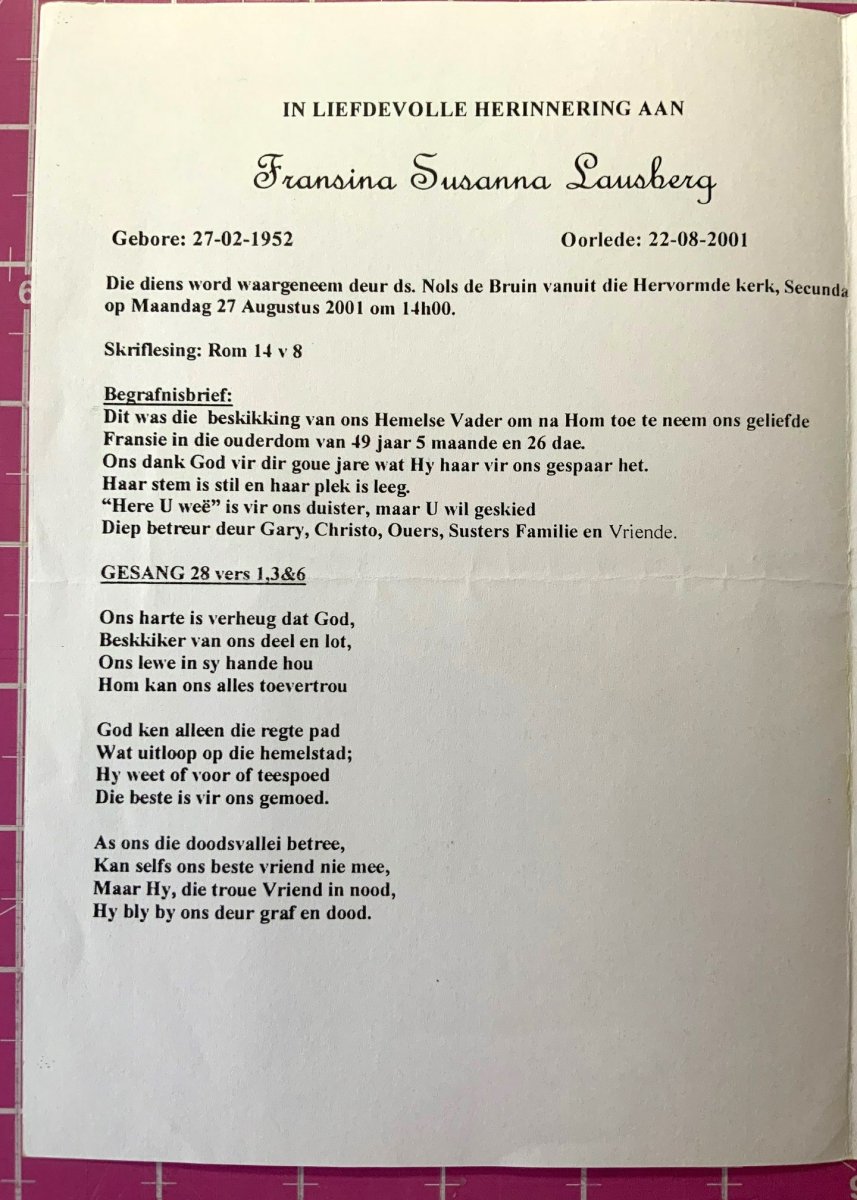 IN LIEFDEVOLLE HERINNERING AAN
Fransina Susanna Lausberg
Gebore: 27-02-1952 Oorlede: 22-08-2001
Die diens word waargeneem deur ds. Nols de Bruin vanuit die Hervormde kerk, Secunda
op Maandag 27 Augustus 2001 om 14h00.
Skriflesing: Rom 14 v 8
Begrafnisbrief:
Dit was die beskikking van ons Hemelse Vader om na Hom toe te neem ons geliefde
Fransie in die ouderdom van 49 jaar 5 maande en 26 dae.
Ons dank God vir dir goue jare wat Hy haar vir ons gespaar het.
Haar stem is stil en haar plek is leeg.
“Here U weë” is vir ons duister, maar U wil geskied
Diep betreur deur Gary, Christo, Ouers, Susters Familie en Vriende.
GESANG 28 vers 1,3&6
Ons harte is verheug dat God,
Beskkiker van ons deel en lot,
Ons lewe in sy hande hou
Hom kan ons alles toevertrou
God ken alleen die regte pad
Wat uitloop op die hemelstad;
Hy weet of voor of teespoed
Die beste is vir ons gemoed.
As ons die doodsvallei betree,
Kan selfs ons beste vriend nie mee,
Maar Hy, die troue Vriend in nood,
Hy bly by ons deur graf en dood.
6